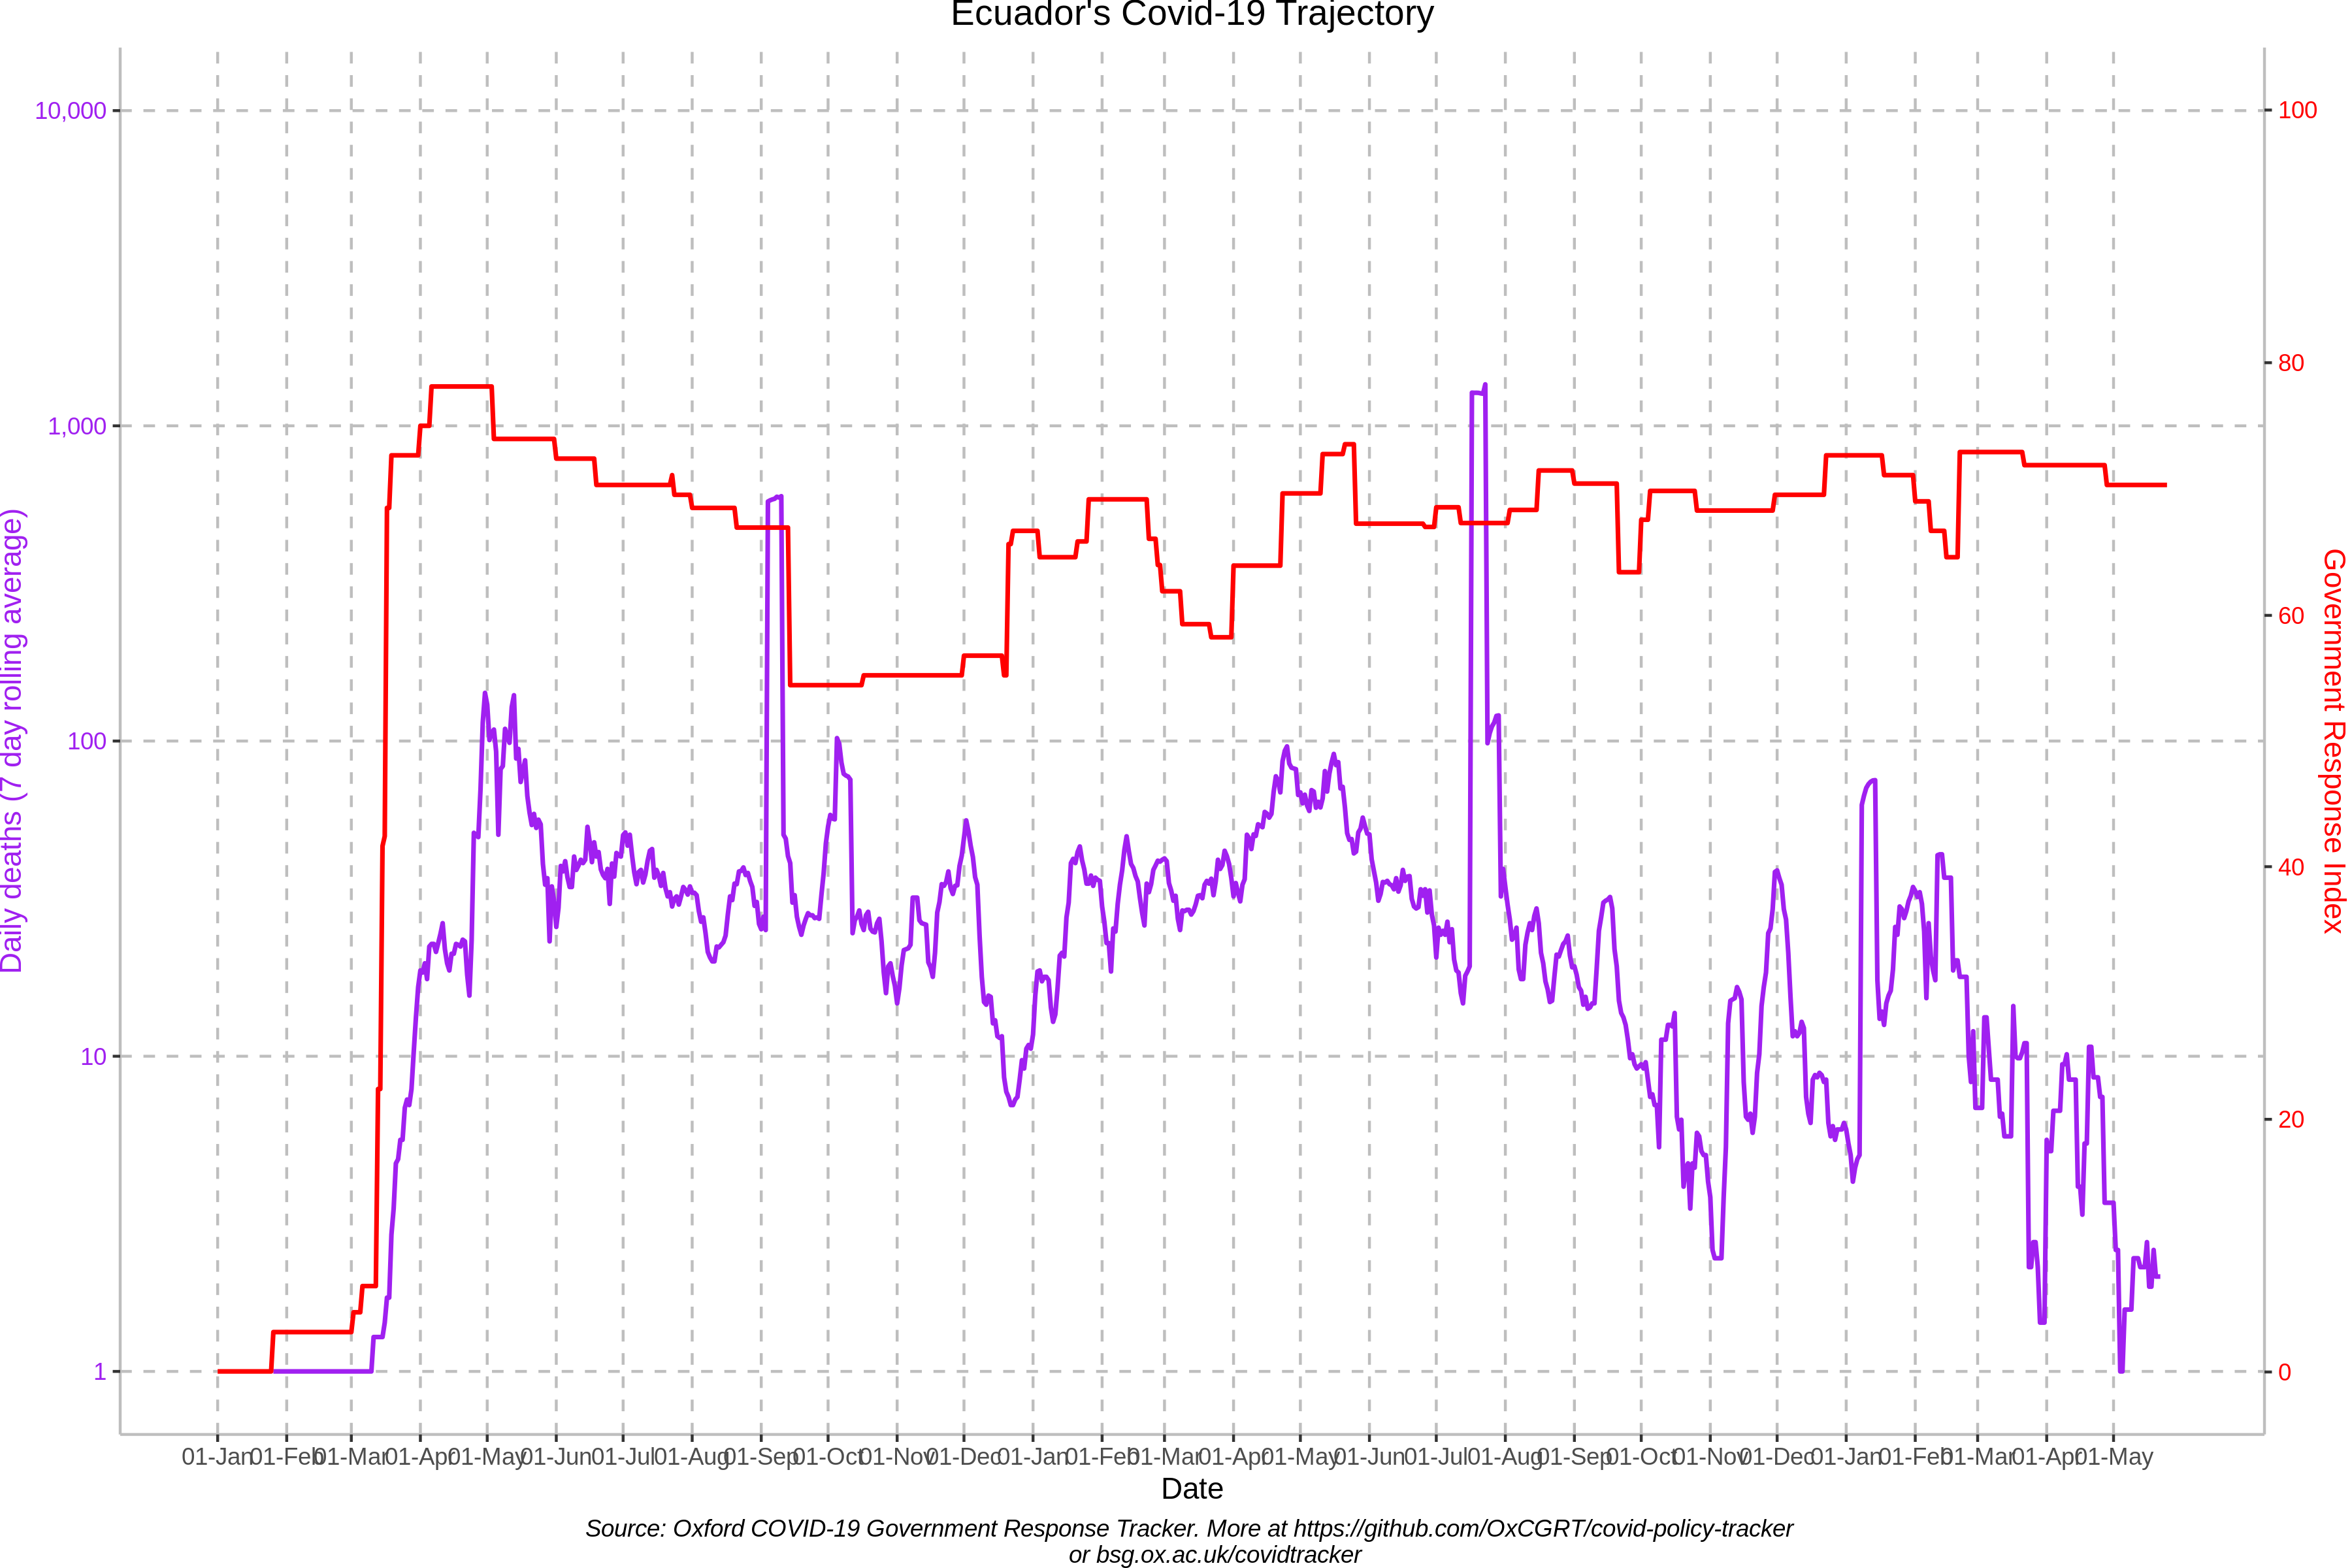 Ecuador's Covid-19 Trajectory
10,000
1,000
100
10
1
Daily deaths (7 day rolling average)
100
80
60
40
20
0
Government Response Index
01-Jan 01-Feb 01-Mar 01-Apr 01-May 01-Jun 01-Jul 01-Aug 01-Sep 01-Oct 01-Nov 01-Dec 01-Jan 01-Feb 01-Mar 01-Apr 01-May 01-Jun 01-Jul 01-Aug 01-Sep 01-Oct 01-Nov 01-Dec 01-Jan 01-Feb 01-Mar 01-Apr 01-May
Date
Source: Oxford COVID-19 Government Response Tracker. More at https://github.com/OxCGRT/covid-policy-tracker
or bsg.ox.ac.uk/covidtracker